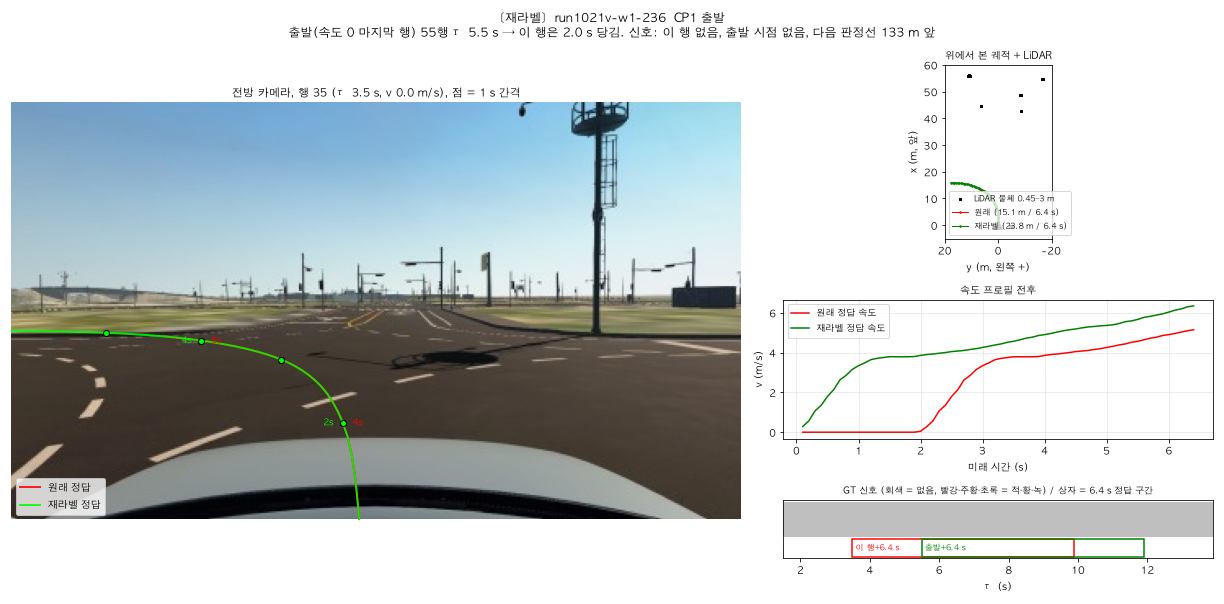 [재라벨] run1021v-w1-236 CP1 출발
출발(속도 0 마지막 행) 55행 τ 5.5 s → 이 행은 2.0 s 당김. 신호: 이 행 없음, 출발 시점 없음, 다음 판정선 133 m 앞
전방 카메라, 행 35 (τ 3.5 s, v 0.0 m/s), 점 = 1 s 간격
2s
4s
4s
원래 정답
재라벨 정답
위에서 본 궤적 + LiDAR
60
50
40
30
20
10
0
x (m, 앞)
LiDAR 물체 0.45-3 m
원래 (15.1 m / 6.4 s)
재라벨 (23.8 m / 6.4 s)
20 0 -20
y (m, 왼쪽 +)
속도 프로필 전후
원래 정답 속도
재라벨 정답 속도
6
4
2
0
v (m/s)
0 1 2 3 4 5 6
미래 시간 (s)
GT 신호 (회색 = 없음, 빨강·주황·초록 = 적·황·녹) / 상자 = 6.4 s 정답 구간
이 행+6.4 s
출발+6.4 s
2 4 6 8 10 12
τ (s)